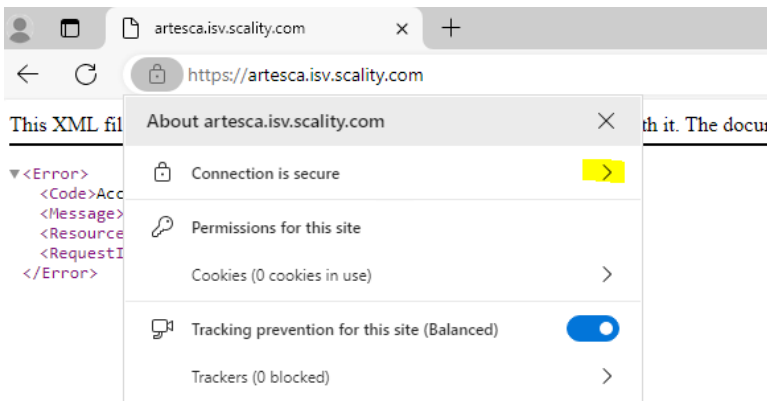 artesca.isv.scality.com
https://artesca.isv.scality.com
About artesca.isv.scality.com
This XML fil
th it. The docu
Connection is secure
<Error>
<Code>Acc
<Message>
<Resource
<RequestI
</Error>
Permissions for this site
Cookies (0 cookies in use)
Tracking prevention for this site (Balanced)
Trackers (0 blocked)